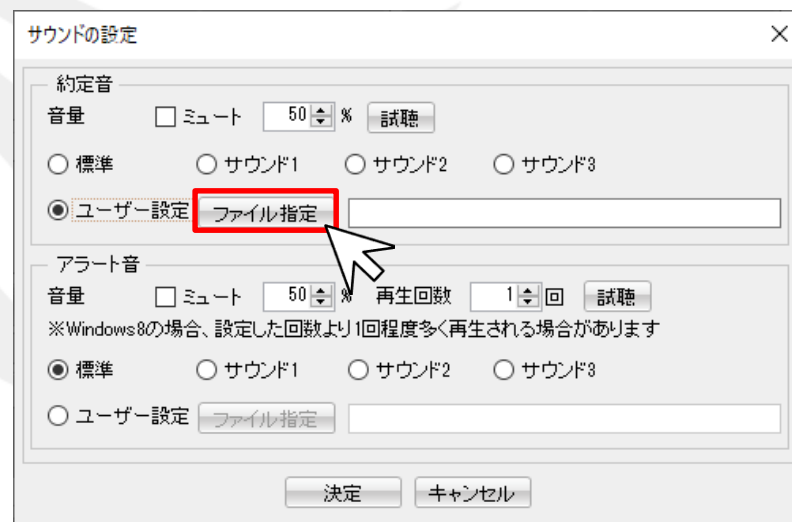 サウンドの設定
約定音
音量 ミュート 50 % 試聴
標準 サウンド1 サウンド2 サウンド3
ユーザー設定 ファイル指定
アラート音
音量 ミュート 50 % 再生回数 1 回 試聴
※Windows8の場合、設定した回数より1回程度多く再生される場合があります
標準 サウンド1 サウンド2 サウンド3
ユーザー設定 ファイル指定
決定 キャンセル